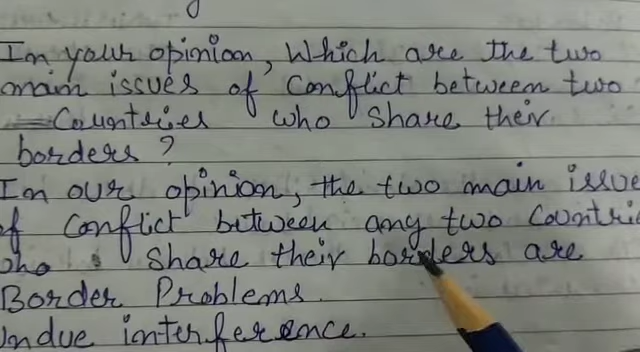 In your opinion, Which are the two
main issues of Conflict between two
Countries who share their
borders?
In our opinion, the two main issue
of Conflict between any two Countri
who share their borders are
Border Problems.
Undue interference.